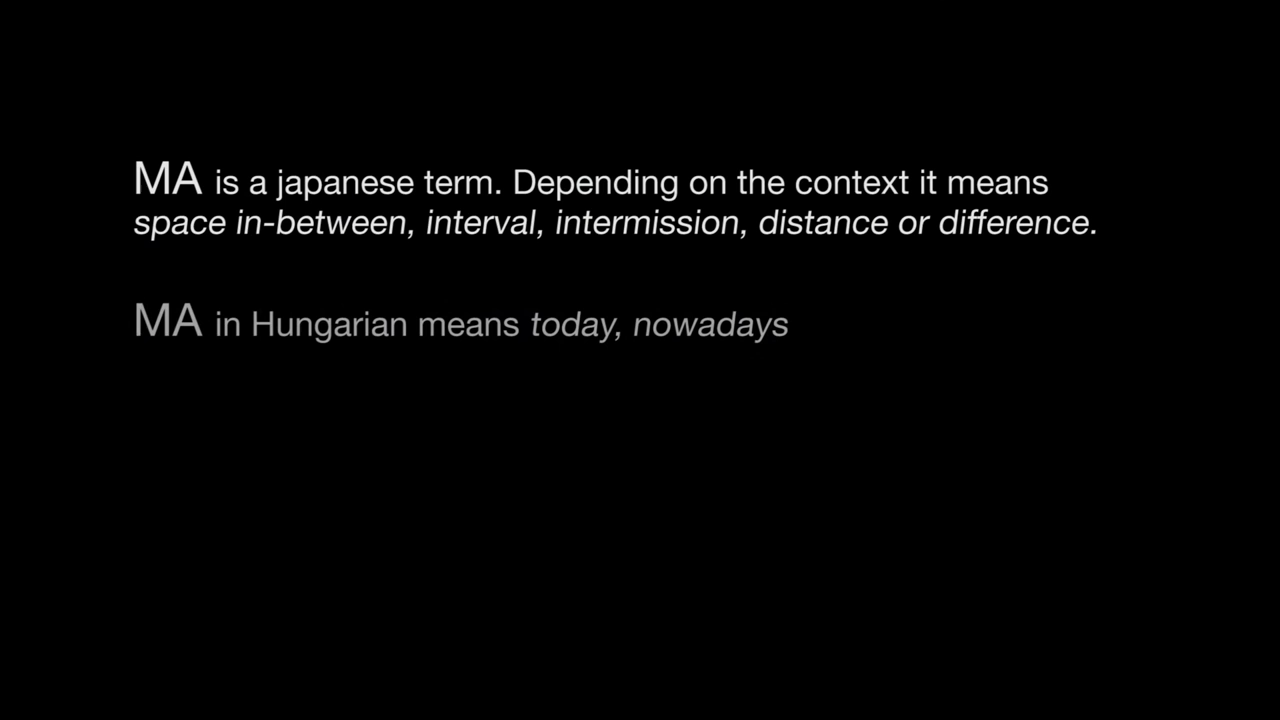 MA is a japanese term. Depending on the context it means
space in-between, interval, intermission, distance or difference.
MA in Hungarian means today, nowadays